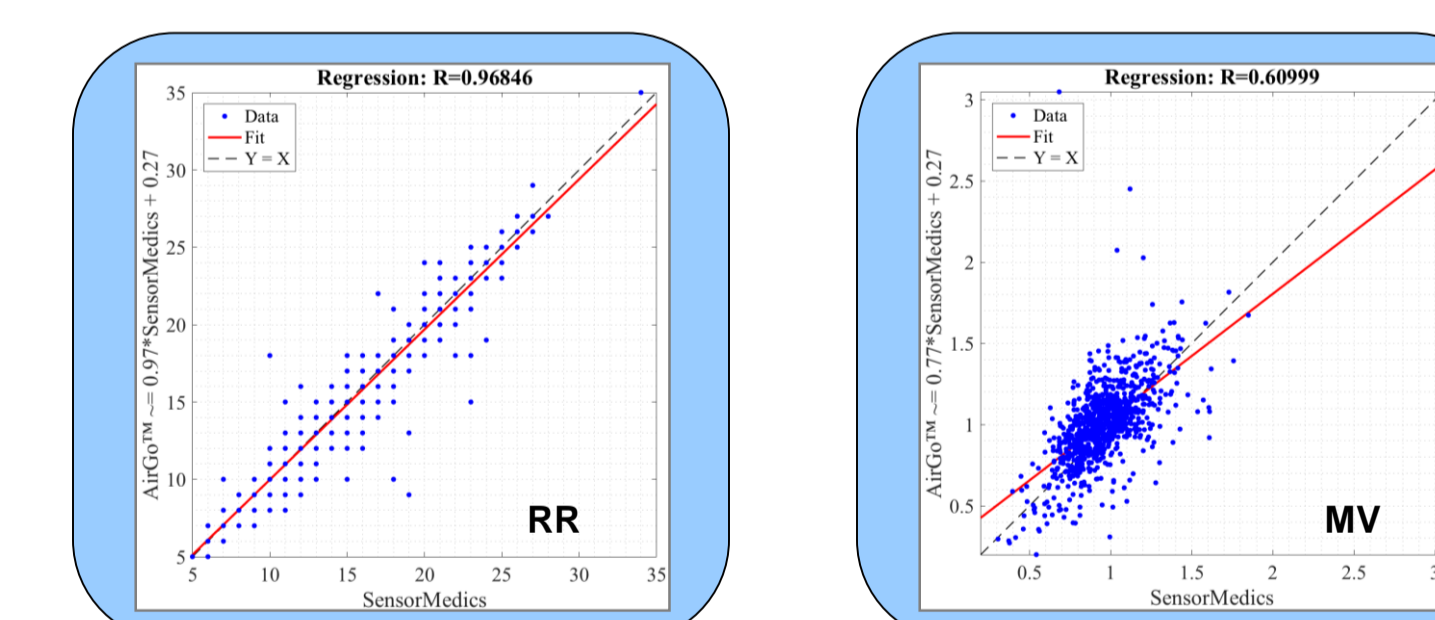 Regression: R=0.96846
35
30
25
20
15
10
5
Data
Fit
Y = X
AirGo™ ~= 0.97*SensorMedics + 0.27
RR
5 10 15 20 25 30 35
SensorMedics
Regression: R=0.60999
3
2.5
2
1.5
1
0.5
Data
Fit
Y = X
AirGo™ ~= 0.77*SensorMedics + 0.27
MV
0.5 1 1.5 2 2.5
SensorMedics